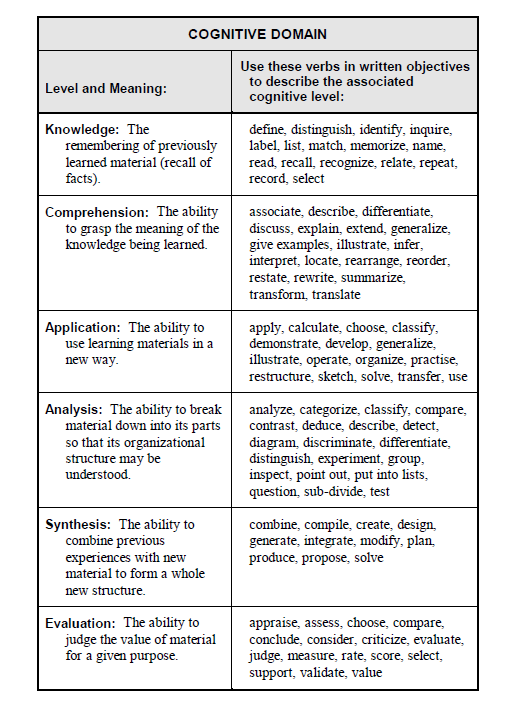 COGNITIVE DOMAIN
Level and Meaning:
Use these verbs in written objectives
to describe the associated
cognitive level:
Knowledge: The
remembering of previously
learned material (recall of
facts).
define, distinguish, identify, inquire,
label, list, match, memorize, name,
read, recall, recognize, relate, repeat,
record, select
Comprehension: The ability
to grasp the meaning of the
knowledge being learned.
associate, describe, differentiate,
discuss, explain, extend, generalize,
give examples, illustrate, infer,
interpret, locate, rearrange, reorder,
restate, rewrite, summarize,
transform, translate
Application: The ability to
use learning materials in a
new way.
apply, calculate, choose, classify,
demonstrate, develop, generalize,
illustrate, operate, organize, practise,
restructure, sketch, solve, transfer, use
Analysis: The ability to break
material down into its parts
so that its organizational
structure may be
understood.
analyze, categorize, classify, compare,
contrast, deduce, describe, detect,
diagram, discriminate, differentiate,
distinguish, experiment, group,
inspect, point out, put into lists,
question, sub-divide, test
Synthesis: The ability to
combine previous
experiences with new
material to form a whole
new structure.
combine, compile, create, design,
generate, integrate, modify, plan,
produce, propose, solve
Evaluation: The ability to
judge the value of material
for a given purpose.
appraise, assess, choose, compare,
conclude, consider, criticize, evaluate,
judge, measure, rate, score, select,
support, validate, value